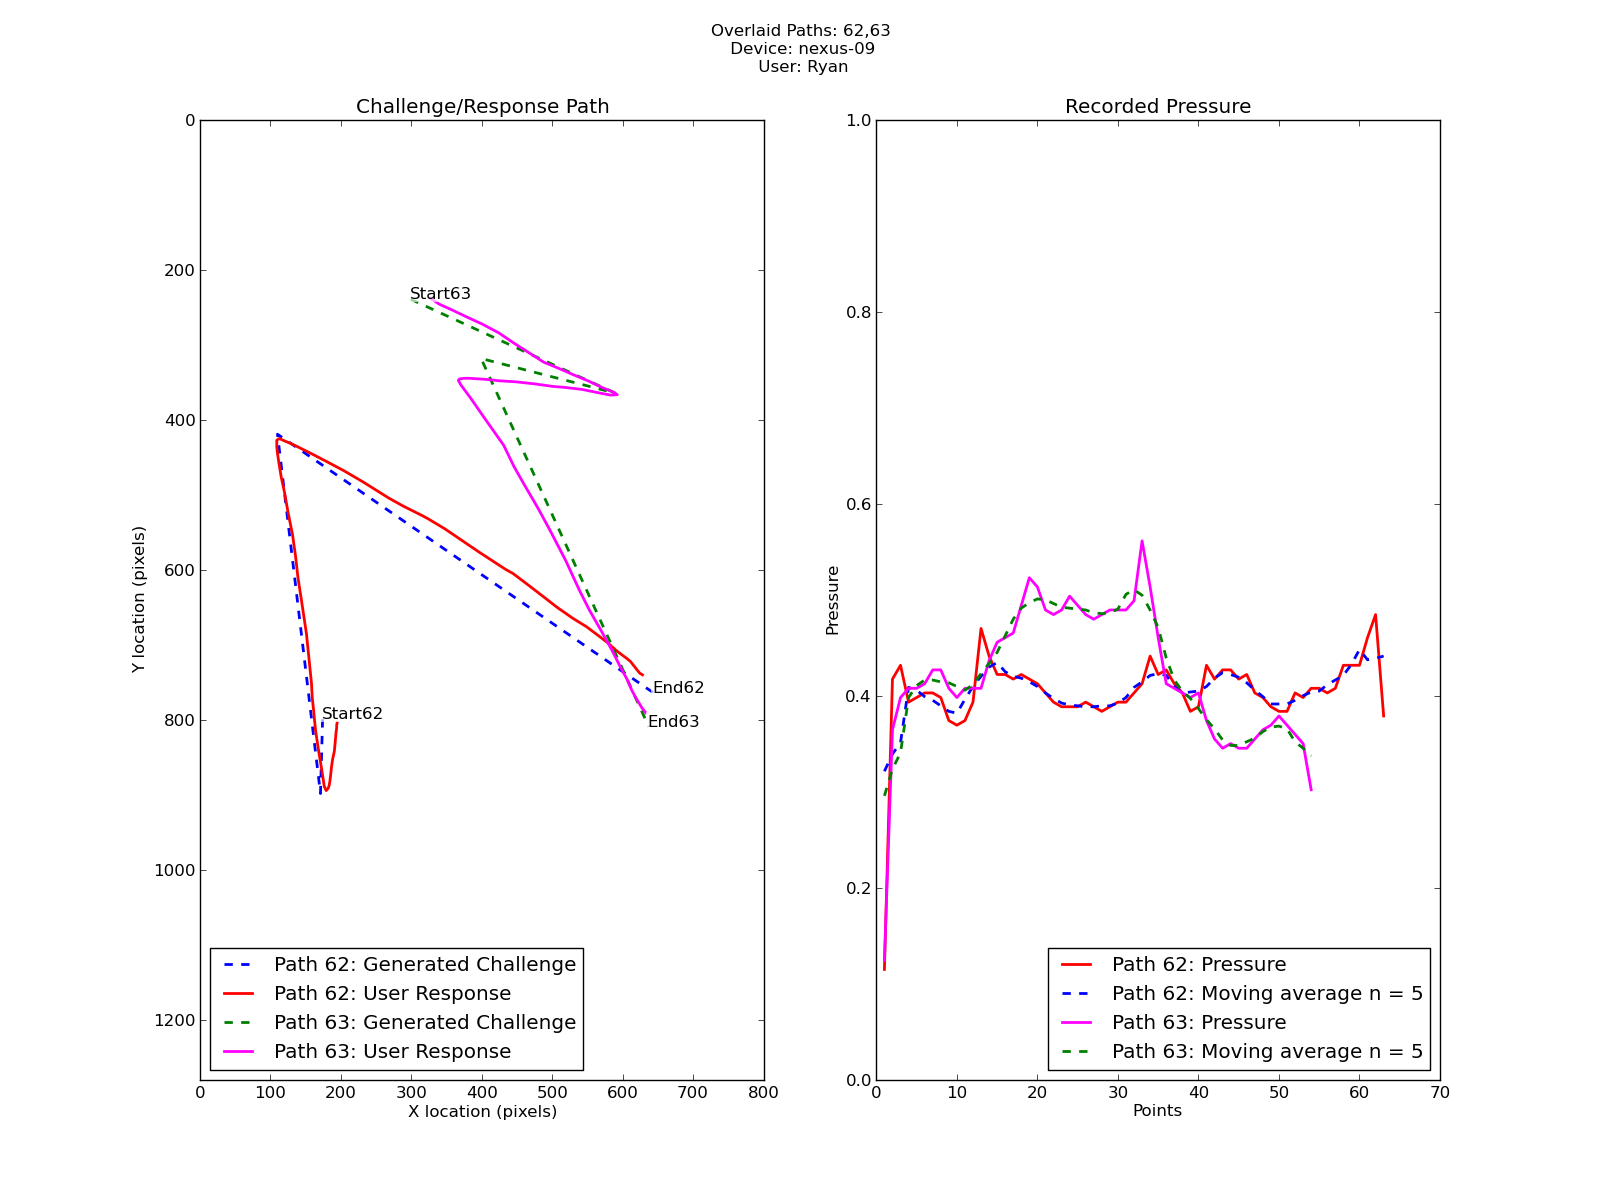 Overlaid Paths: 62,63
Device: nexus-09
User: Ryan
Challenge/Response Path
0
200
400
600
800
1000
1200
Y location (pixels)
Start63
End62
Start62
End63
Path 62: Generated Challenge
Path 62: User Response
Path 63: Generated Challenge
Path 63: User Response
0 100 200 300 400 500 600 700 800
X location (pixels)
Recorded Pressure
1.0
0.8
0.6
0.4
0.2
0.0
Pressure
Path 62: Pressure
Path 62: Moving average n = 5
Path 63: Pressure
Path 63: Moving average n = 5
0 10 20 30 40 50 60 70
Points